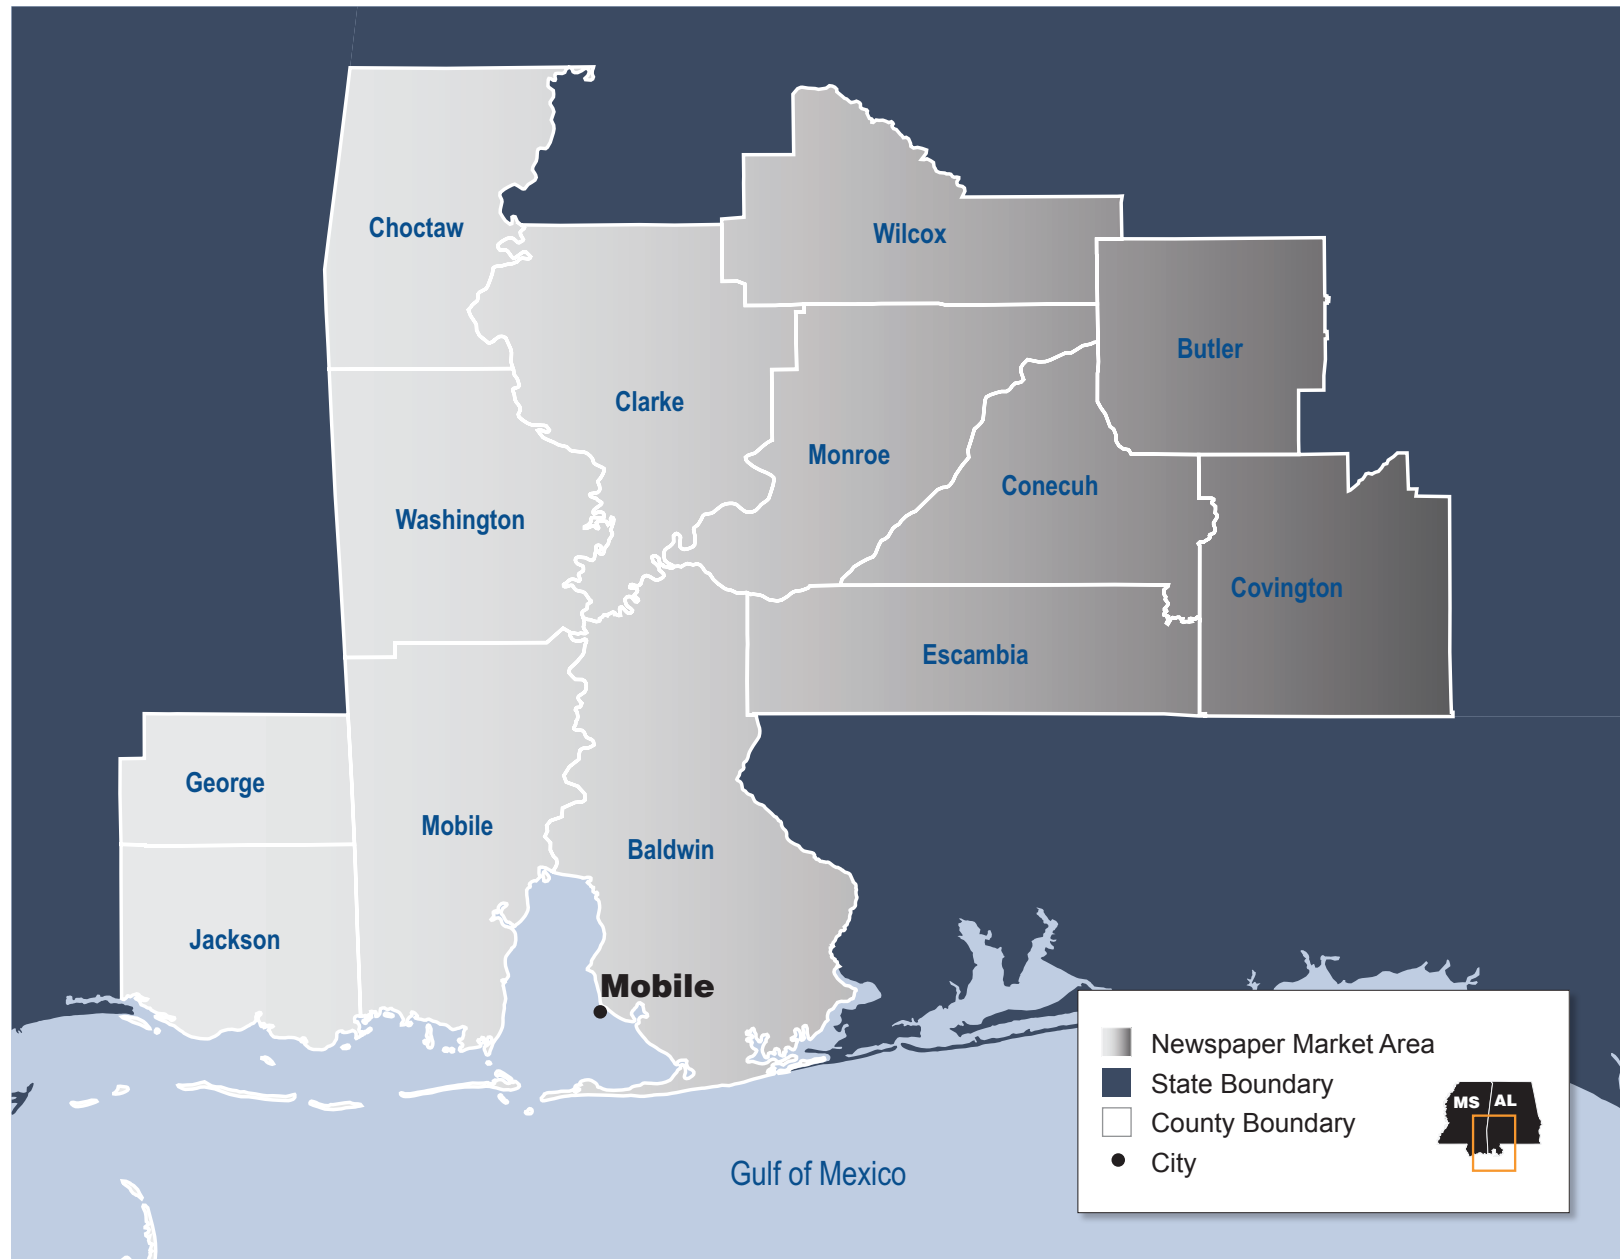 Choctaw
Wilcox
Butler
Clarke
Monroe
Conecuh
Washington
Covington
Escambia
George
Mobile
Baldwin
Jackson
Mobile
Newspaper Market Area
State Boundary
County Boundary
City
MS AL
Gulf of Mexico